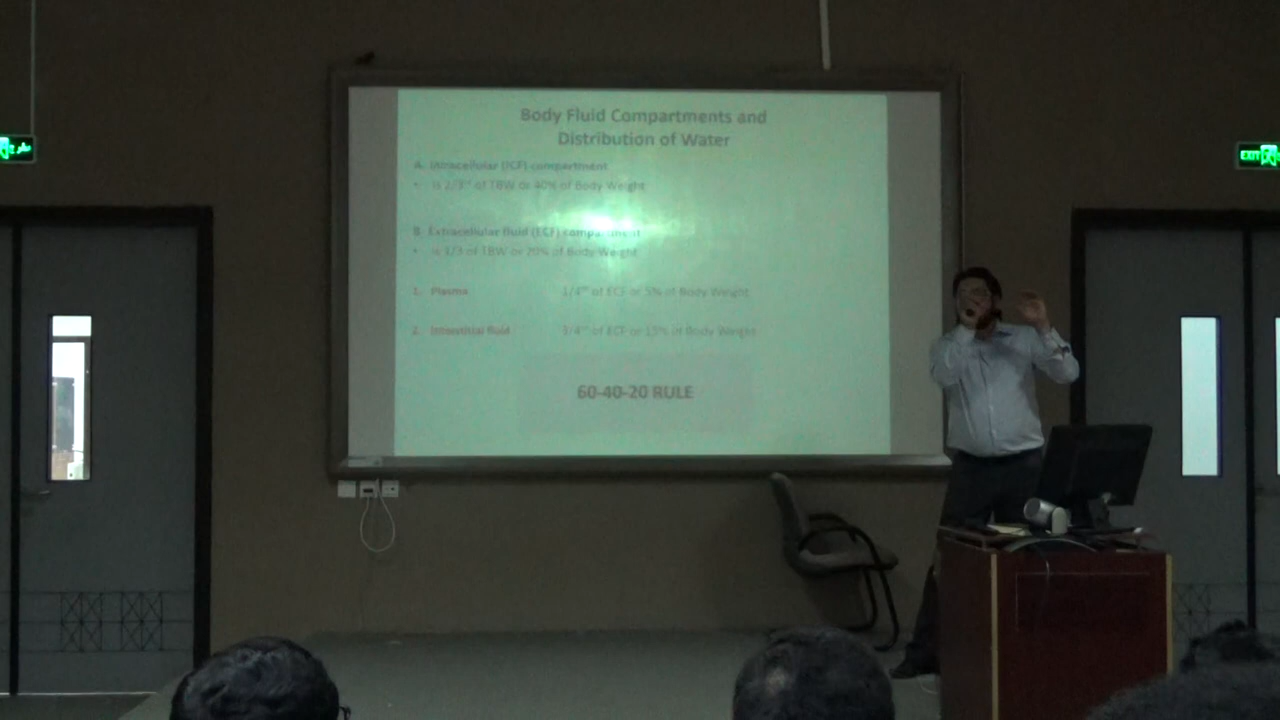 Body Fluid Compartments and
Distribution of Water
A. Intracellular (ICF) compartment
• is 2/3rd of TBW or 40% of Body Weight
B. Extracellular fluid (ECF) compartment
• is 1/3 of TBW or 20% of Body Weight
1. Plasma 1/4th of ECF or 5% of Body Weight
2. Interstitial fluid 3/4th of ECF or 15% of Body Weight
60-40-20 RULE
EXIT